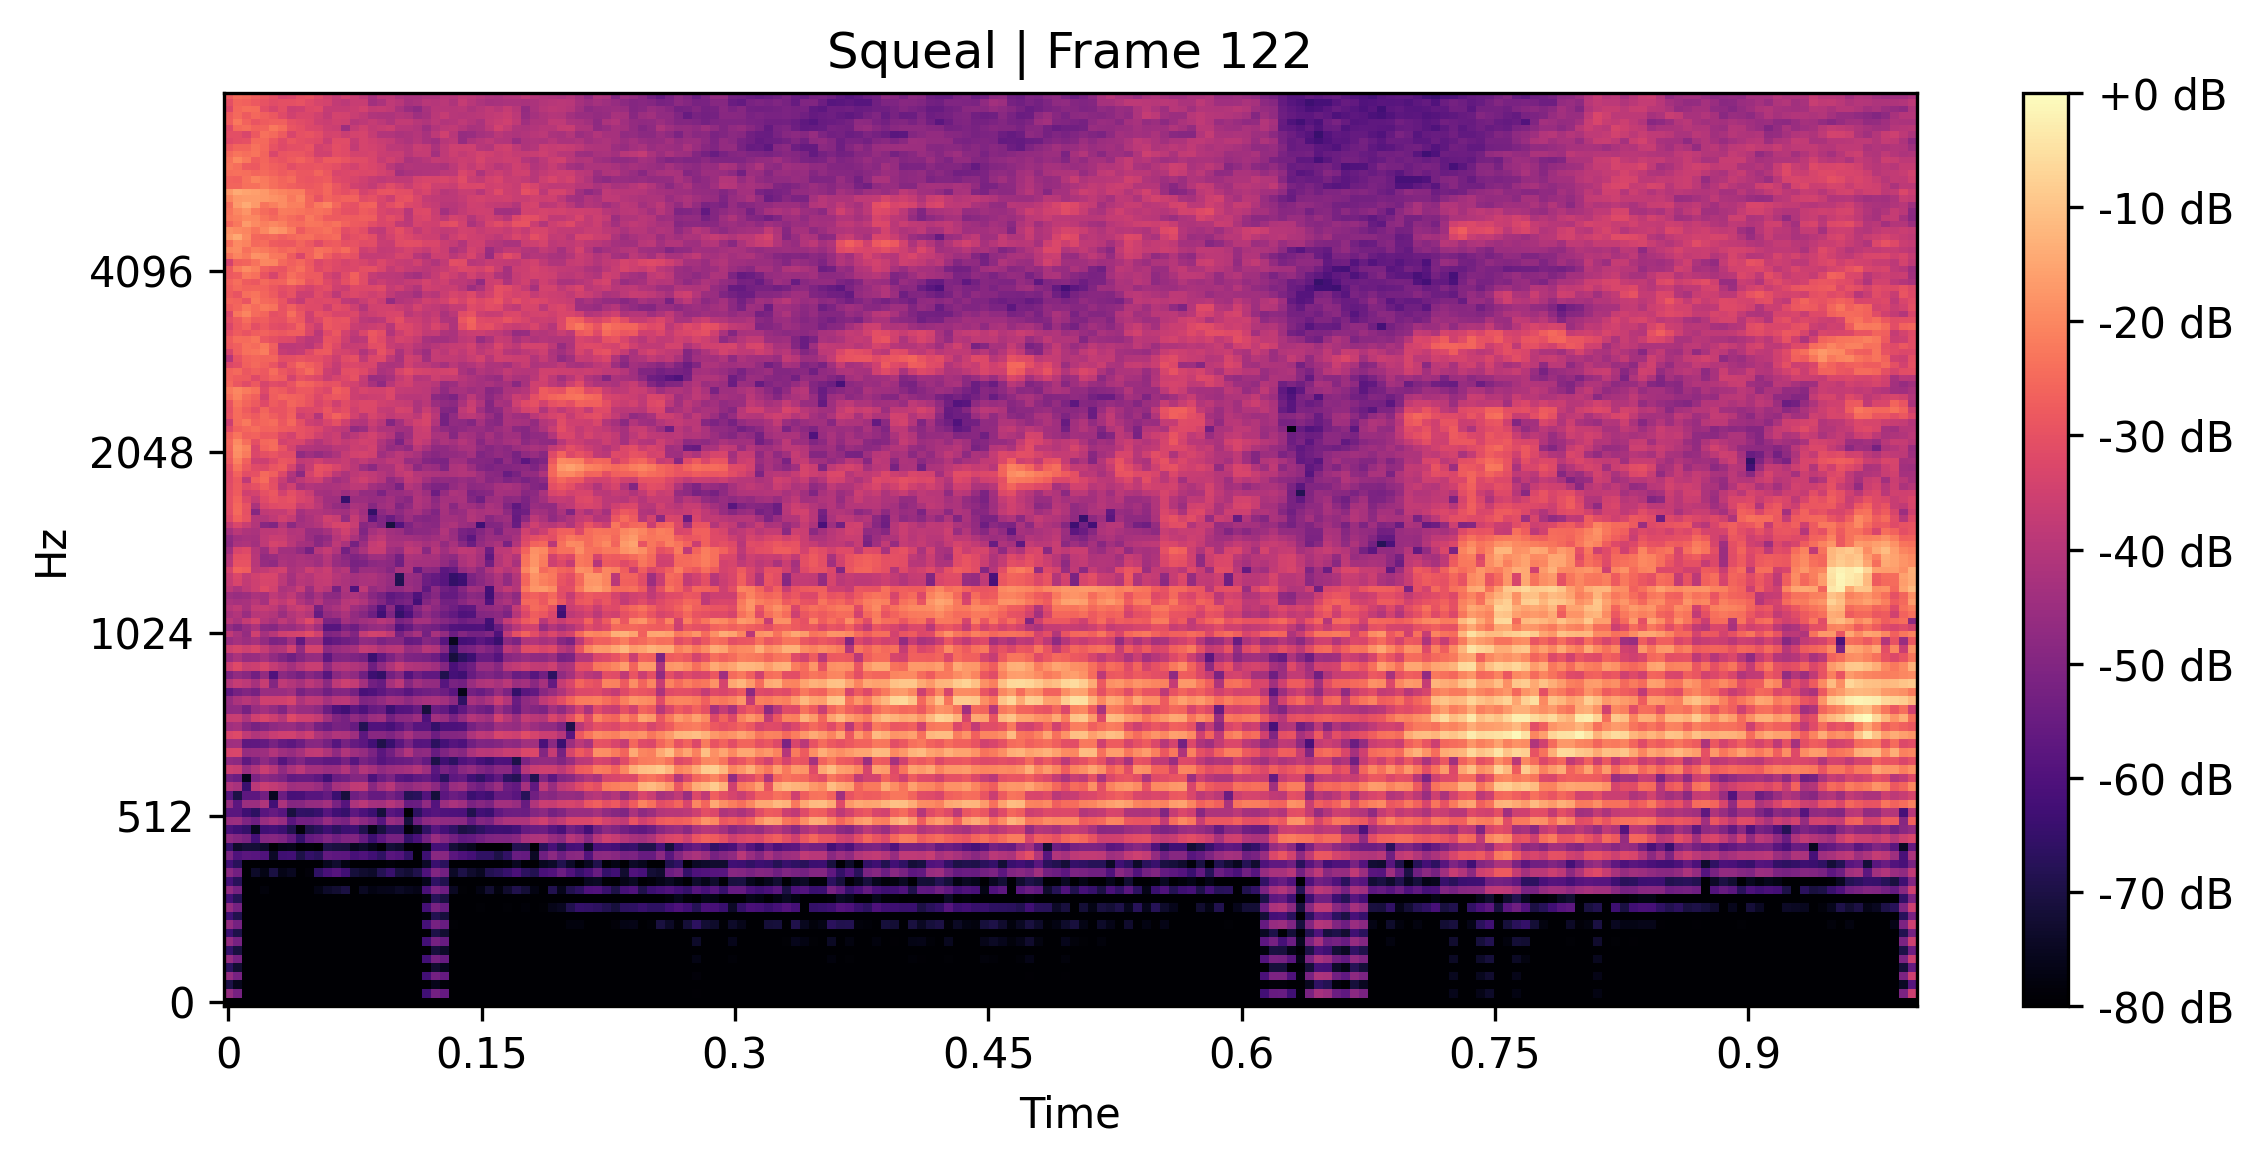 Squeal | Frame 122
Hz
4096
2048
1024
512
0
0 0.15 0.3 0.45 0.6 0.75 0.9
Time
+0 dB
-10 dB
-20 dB
-30 dB
-40 dB
-50 dB
-60 dB
-70 dB
-80 dB